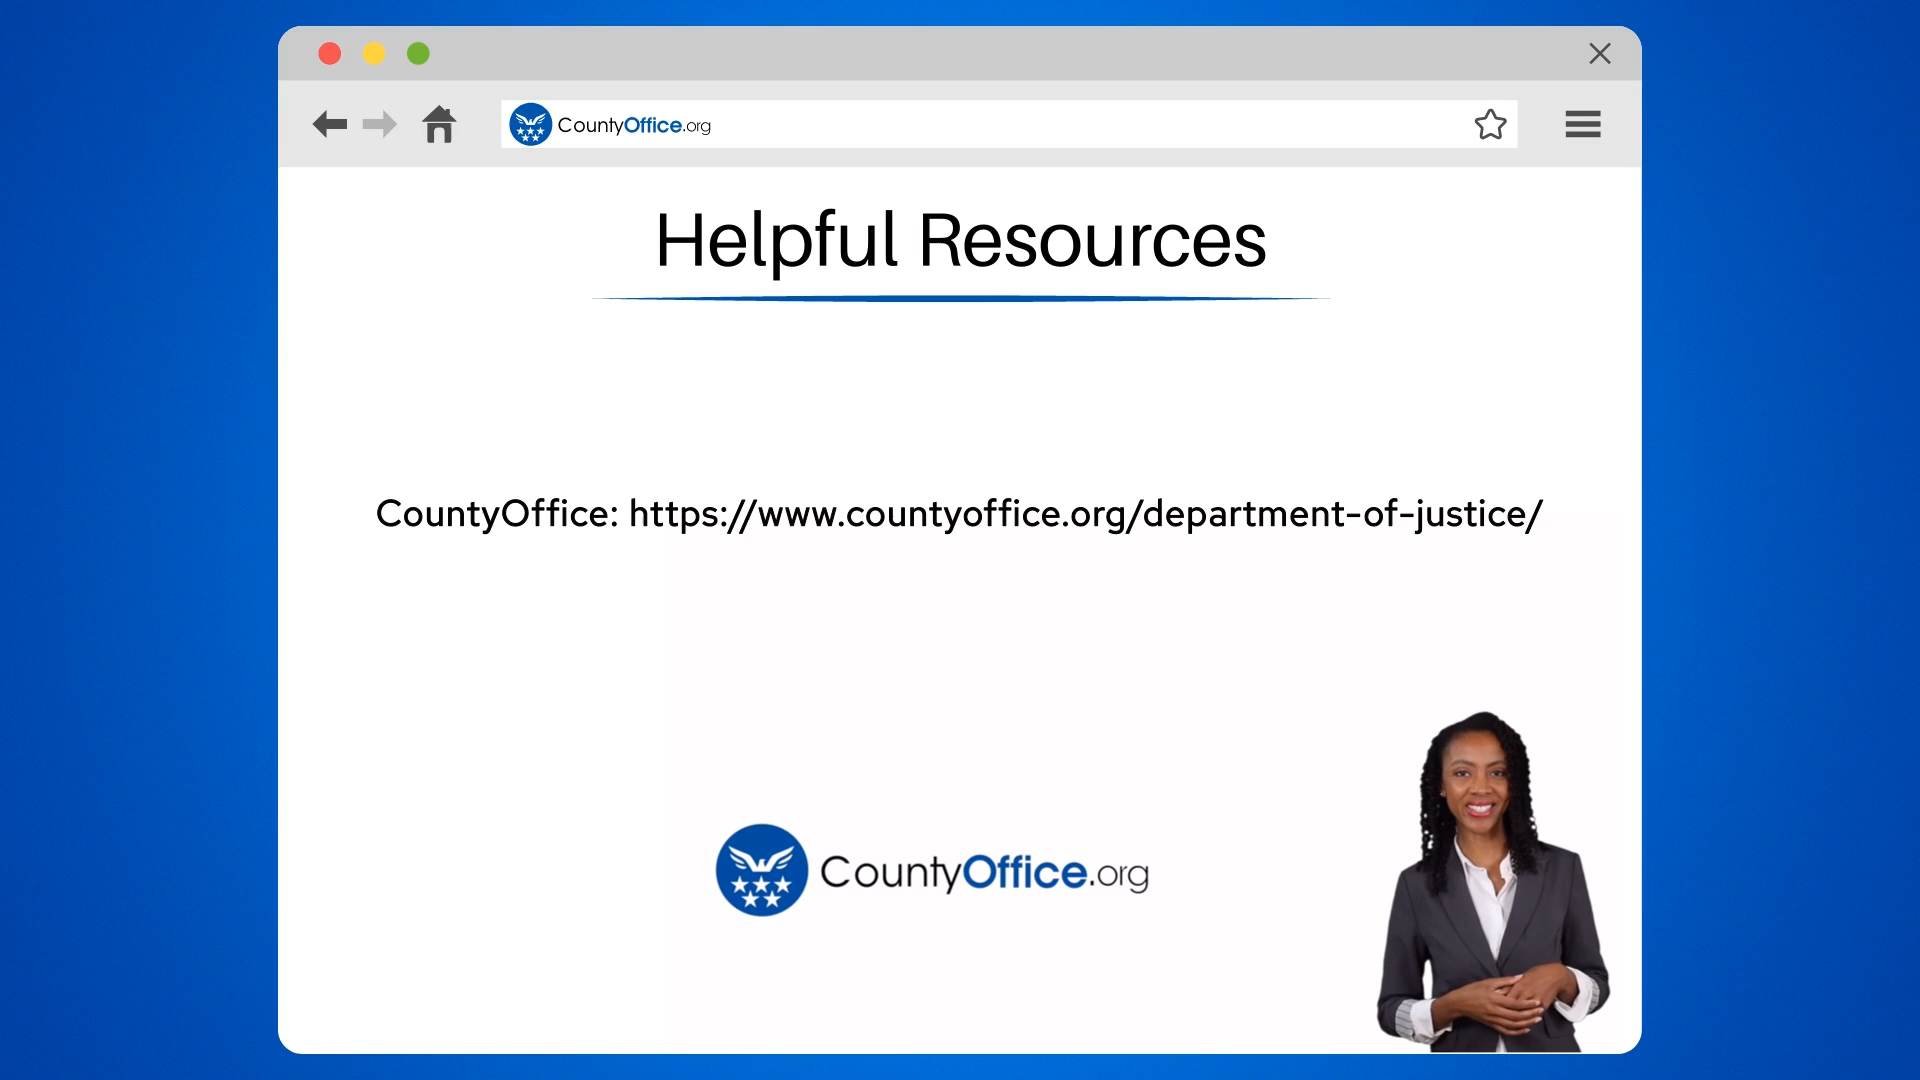 CountyOffice.org
Helpful Resources
CountyOffice: https://www.countyoffice.org/department-of-justice/
CountyOffice.org